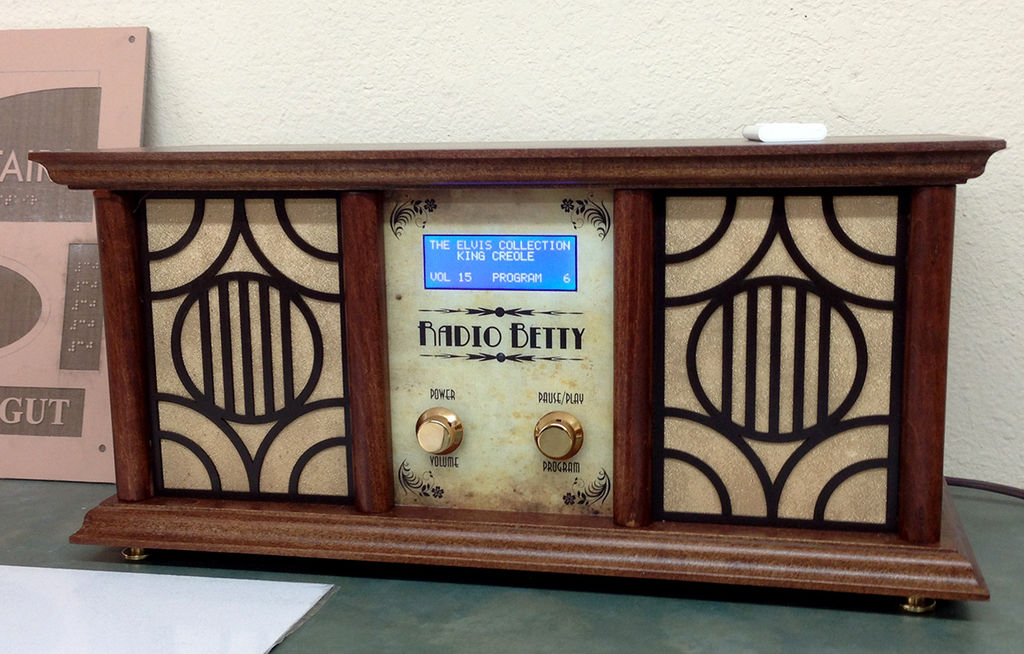 THE ELVIS COLLECTION
KING CREOLE
VOL 15 PROGRAM 6
RADIO BETTY
POWER
VOLUME
PAUSE/PLAY
PROGRAM
GUT